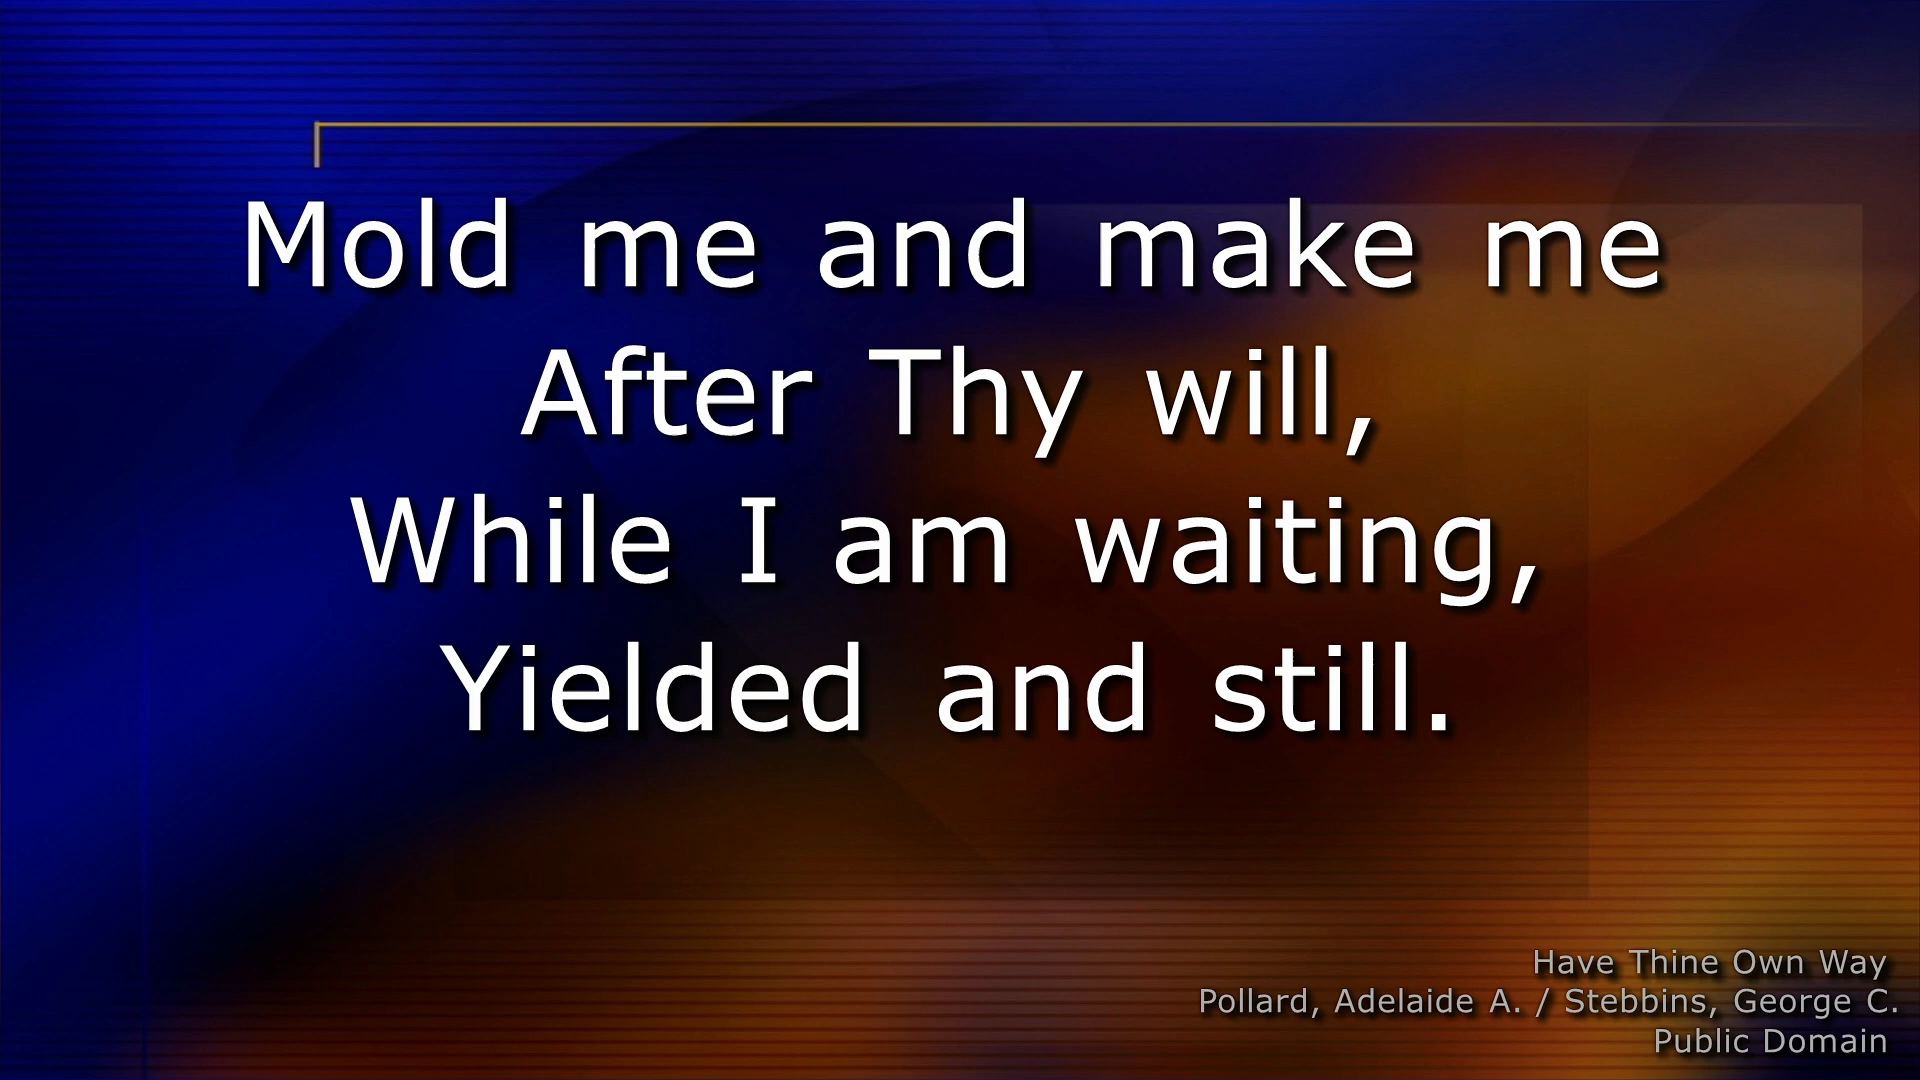 Mold me and make me
After Thy will,
While I am waiting,
Yielded and still.
Have Thine Own Way
Pollard, Adelaide A. / Stebbins, George C.
Public Domain